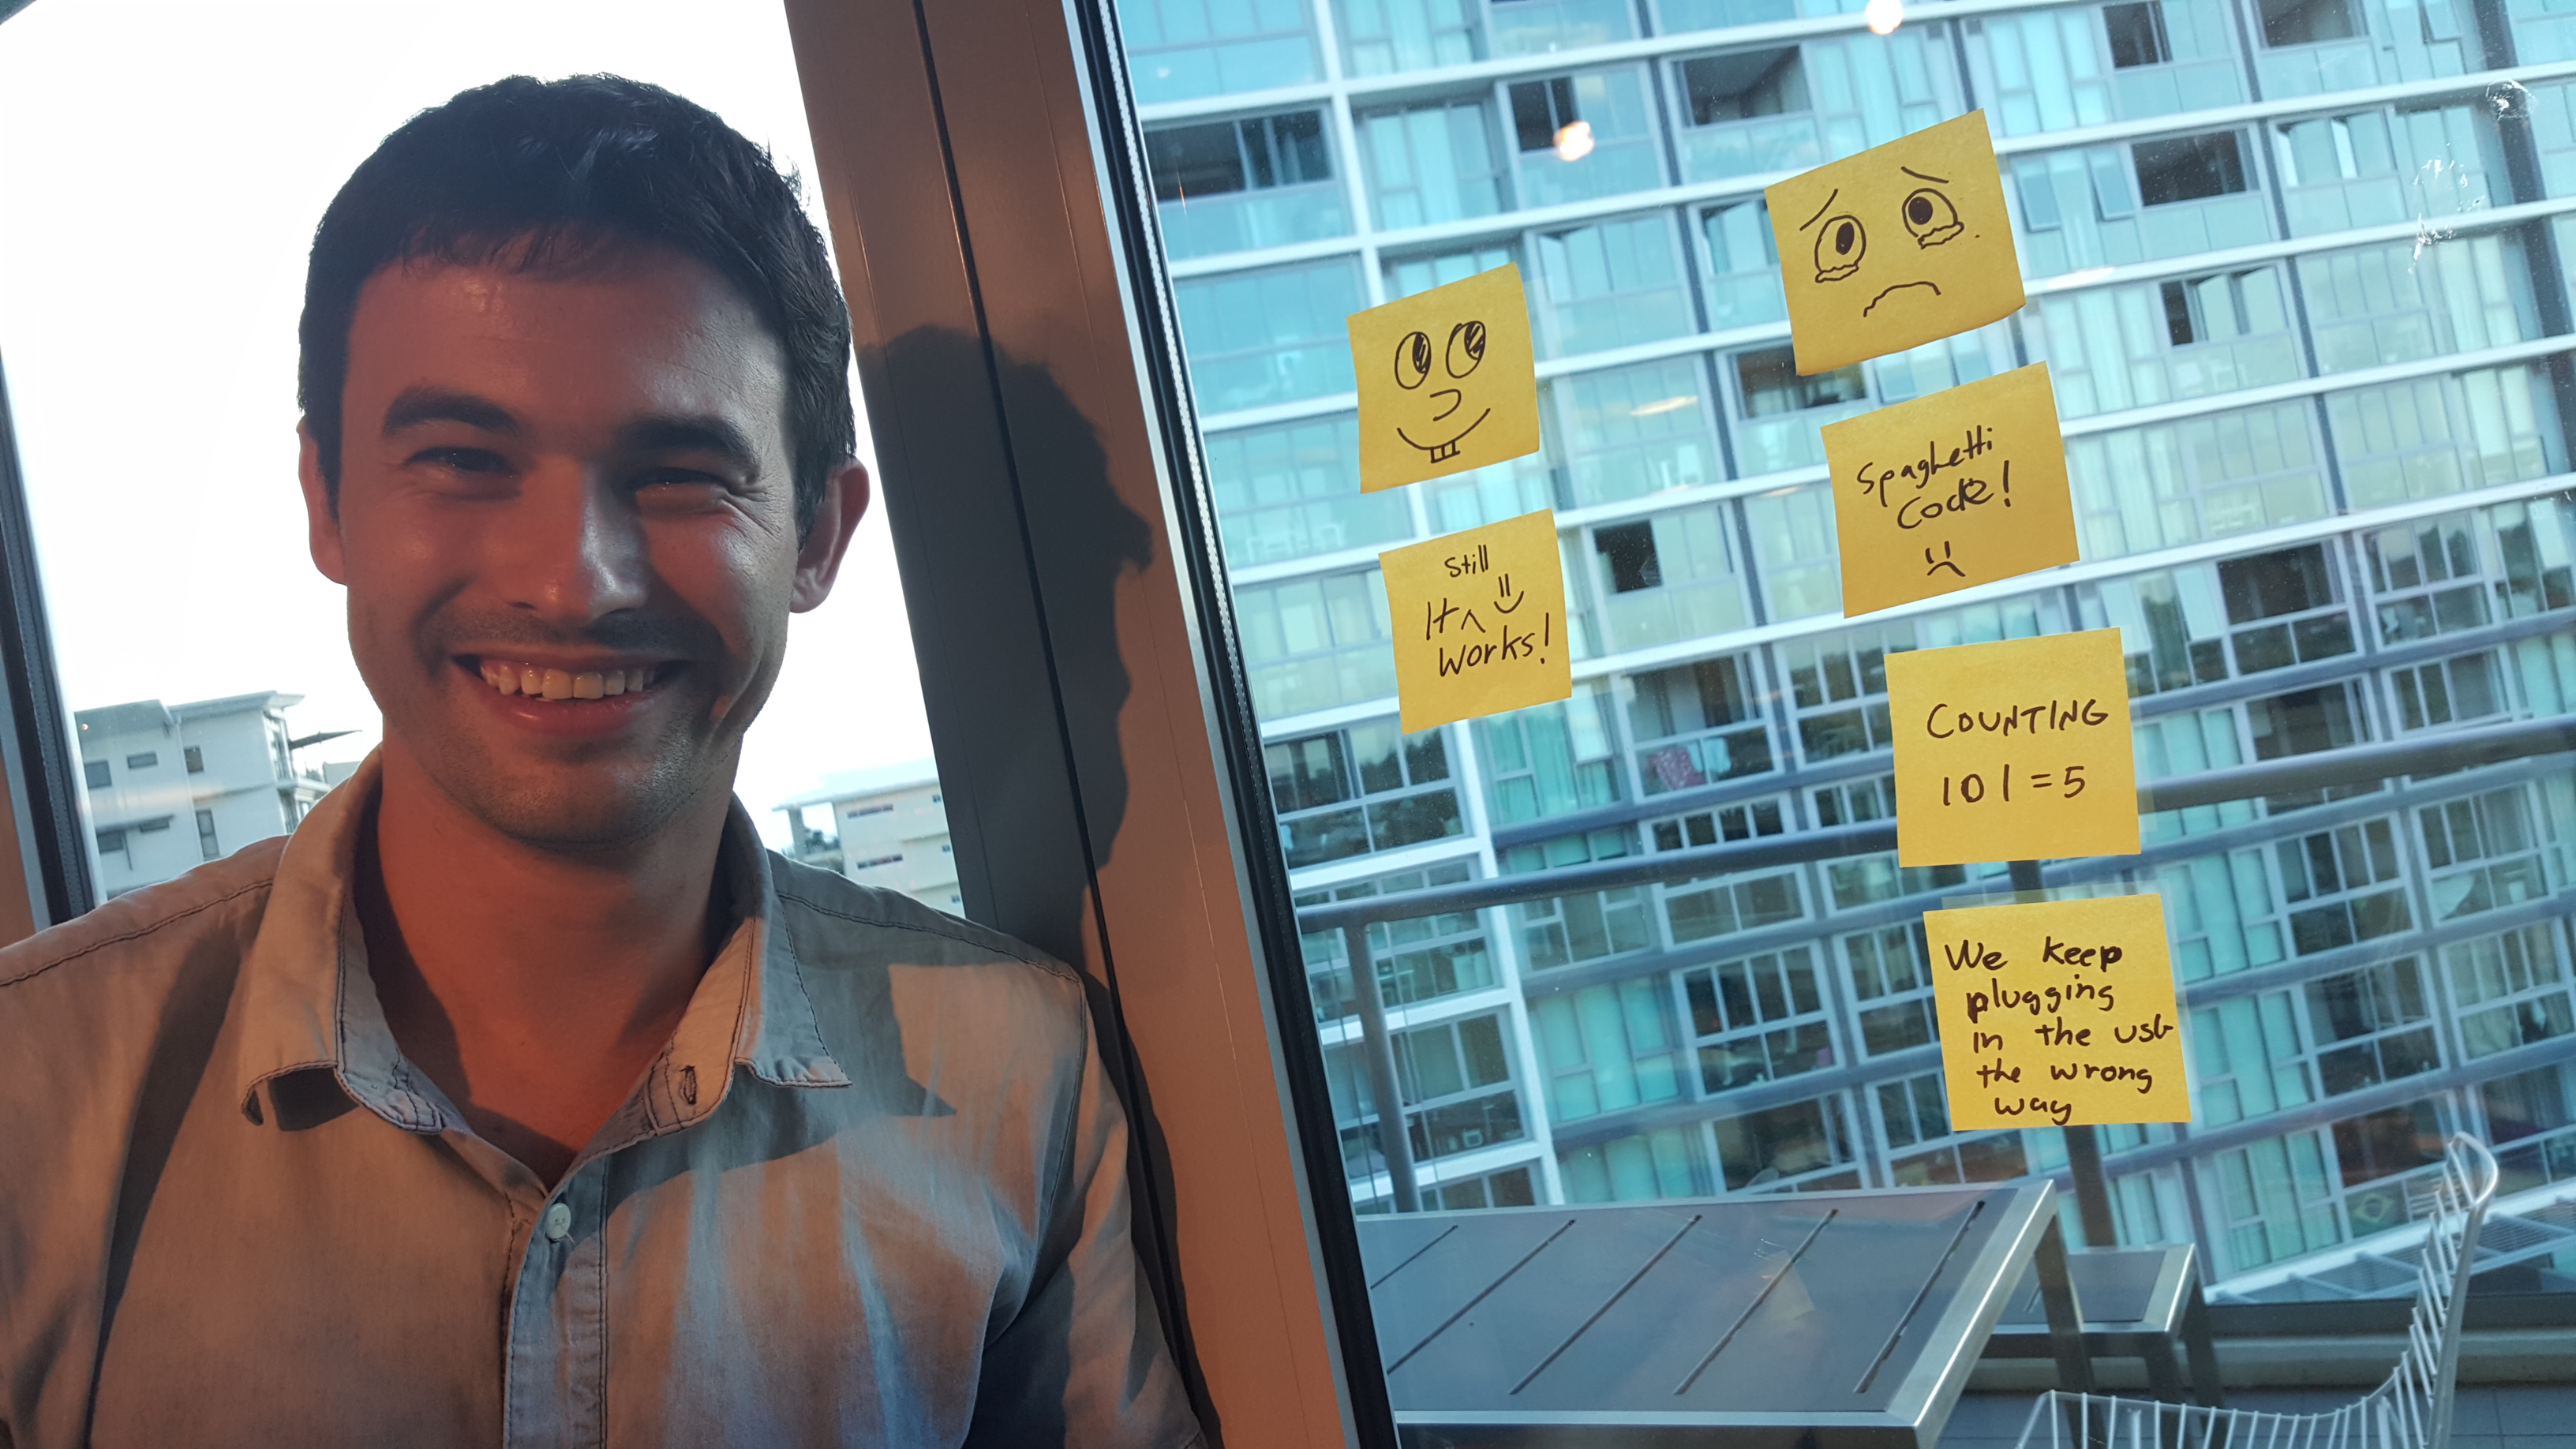 Still
It ^
works!
Spaghetti
Code!
COUNTING
101=5
We keep
plugging
in the usb
the wrong
way